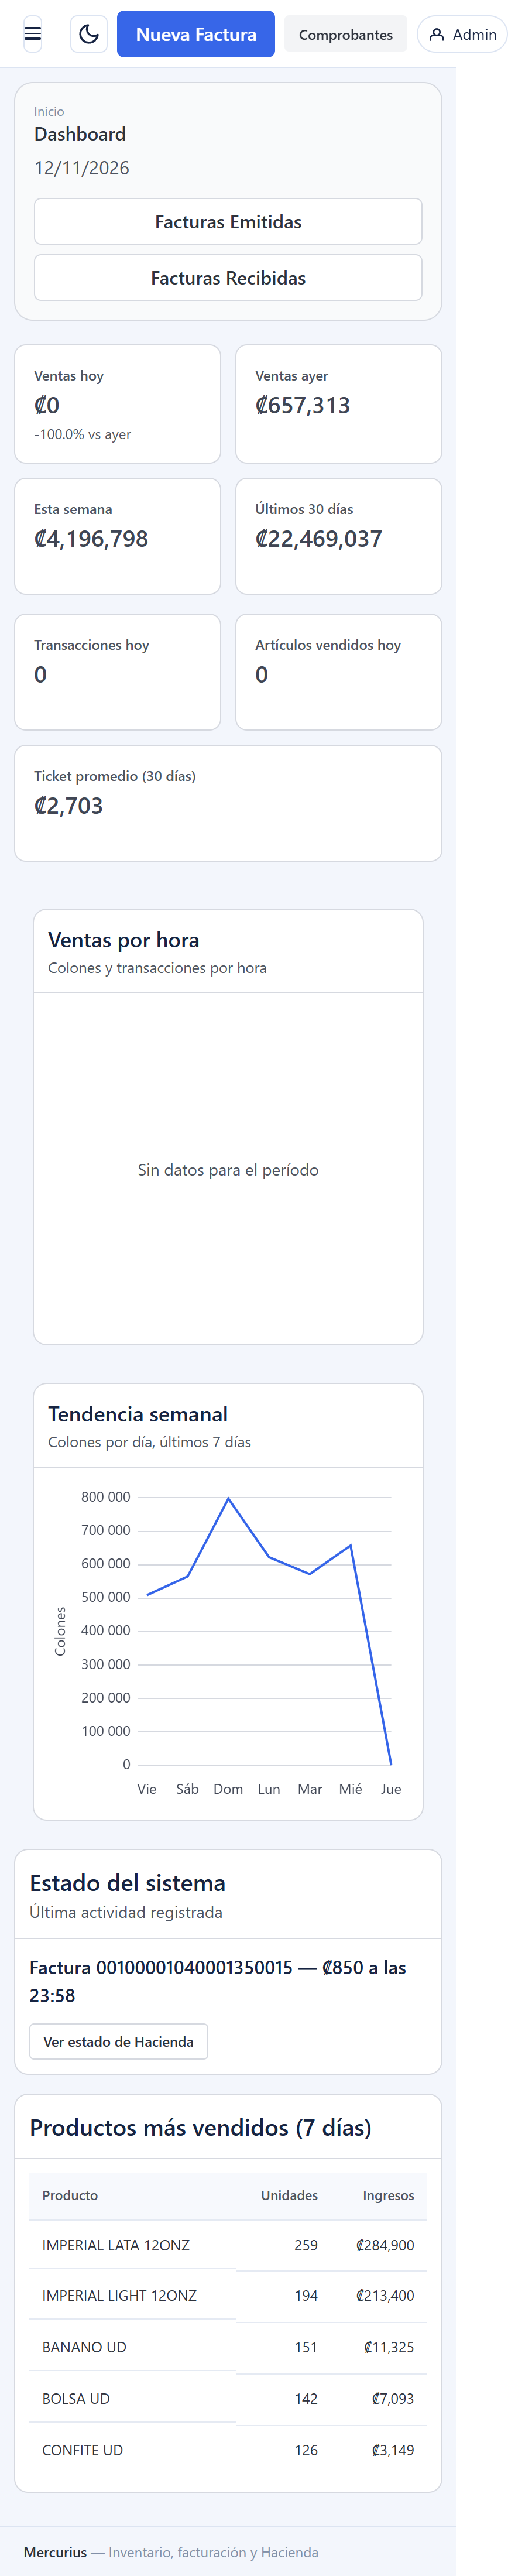 Nueva Factura
Comprobantes
Admin
Inicio
Dashboard
12/11/2026
Facturas Emitidas
Facturas Recibidas
Ventas hoy
₡0
-100.0% vs ayer
Ventas ayer
₡657,313
Esta semana
₡4,196,798
Últimos 30 días
₡22,469,037
Transacciones hoy
0
Artículos vendidos hoy
0
Ticket promedio (30 días)
₡2,703
Ventas por hora
Colones y transacciones por hora
Sin datos para el período
Tendencia semanal
Colones por día, últimos 7 días
800 000
700 000
600 000
500 000
400 000
300 000
200 000
100 000
0
Colones
Vie Sáb Dom Lun Mar Mié Jue
Estado del sistema
Última actividad registrada
Factura 00100001040001350015 — ₡850 a las
23:58
Ver estado de Hacienda
Productos más vendidos (7 días)
Producto Unidades Ingresos
IMPERIAL LATA 12ONZ 259 ₡284,900
IMPERIAL LIGHT 12ONZ 194 ₡213,400
BANANO UD 151 ₡11,325
BOLSA UD 142 ₡7,093
CONFITE UD 126 ₡3,149
Mercurius — Inventario, facturación y Hacienda